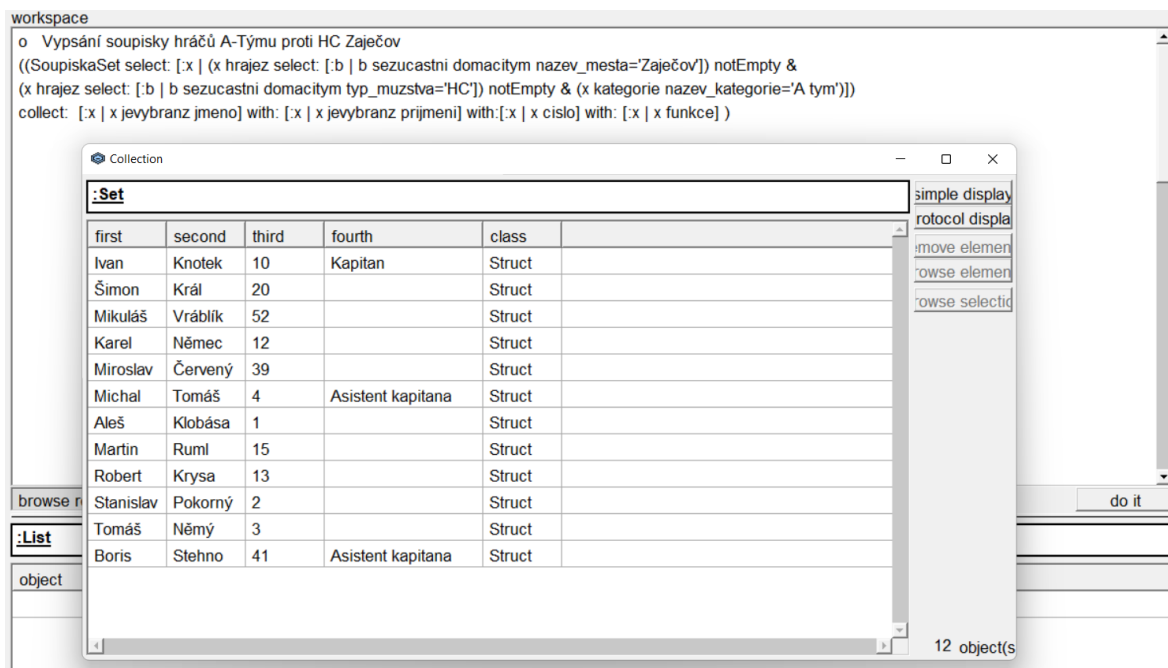 workspace
o Vypsání soupisky hráčů A-Týmu proti HC Zaječov
((SoupiskaSet select: [:x | (x hrajez select: [:b | b sezucastni domacitym nazev_mesta='Zaječov']) notEmpty &
(x hrajez select: [:b | b sezucastni domacitym typ_muzstva='HC']) notEmpty & (x kategorie nazev_kategorie='A tym')])
collect: [:x | x jevybranz jmeno] with: [:x | x jevybranz prijmeni] with:[:x | x cislo] with: [:x | x funkce] )
Collection
:Set
simple display
rotocol displa
emove elemen
rowse elemen
rowse selectio
first second third fourth class
Ivan Knotek 10 Kapitan Struct
Šimon Král 20 Struct
Mikuláš Vráblík 52 Struct
Karel Němec 12 Struct
Miroslav Červený 39 Struct
Michal Tomáš 4 Asistent kapitana Struct
Aleš Klobása 1 Struct
Martin Ruml 15 Struct
Robert Krysa 13 Struct
Stanislav Pokorný 2 Struct
Tomáš Němý 3 Struct
Boris Stehno 41 Asistent kapitana Struct
12 object(s
browse r
do it
:List
object